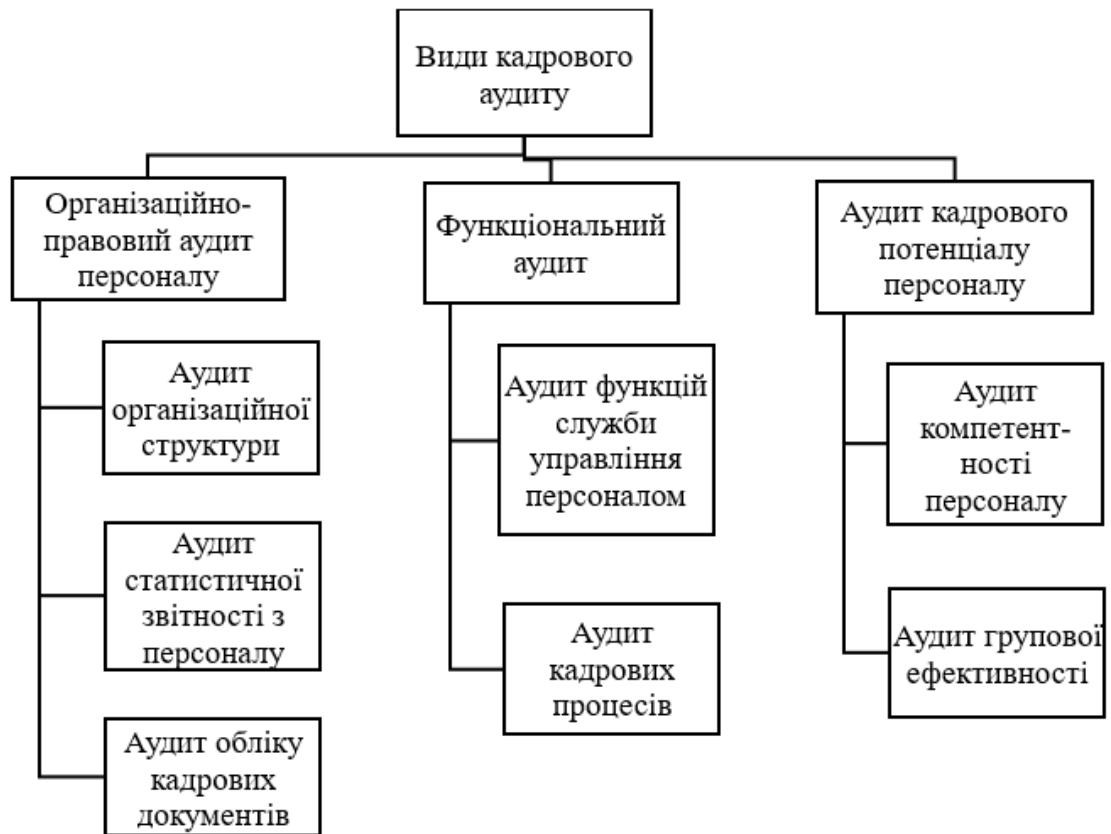 Види кадрового
аудиту
Організаційно-
правовий аудит
персоналу
Аудит
організаційної
структури
Аудит
статистичної
звітності з
персоналу
Аудит обліку
кадрових
документів
Функціональний
аудит
Аудит функцій
служби
управління
персоналом
Аудит
кадрових
процесів
Аудит кадрового
потенціалу
персоналу
Аудит
компетент-
ності
персоналу
Аудит групової
ефективності